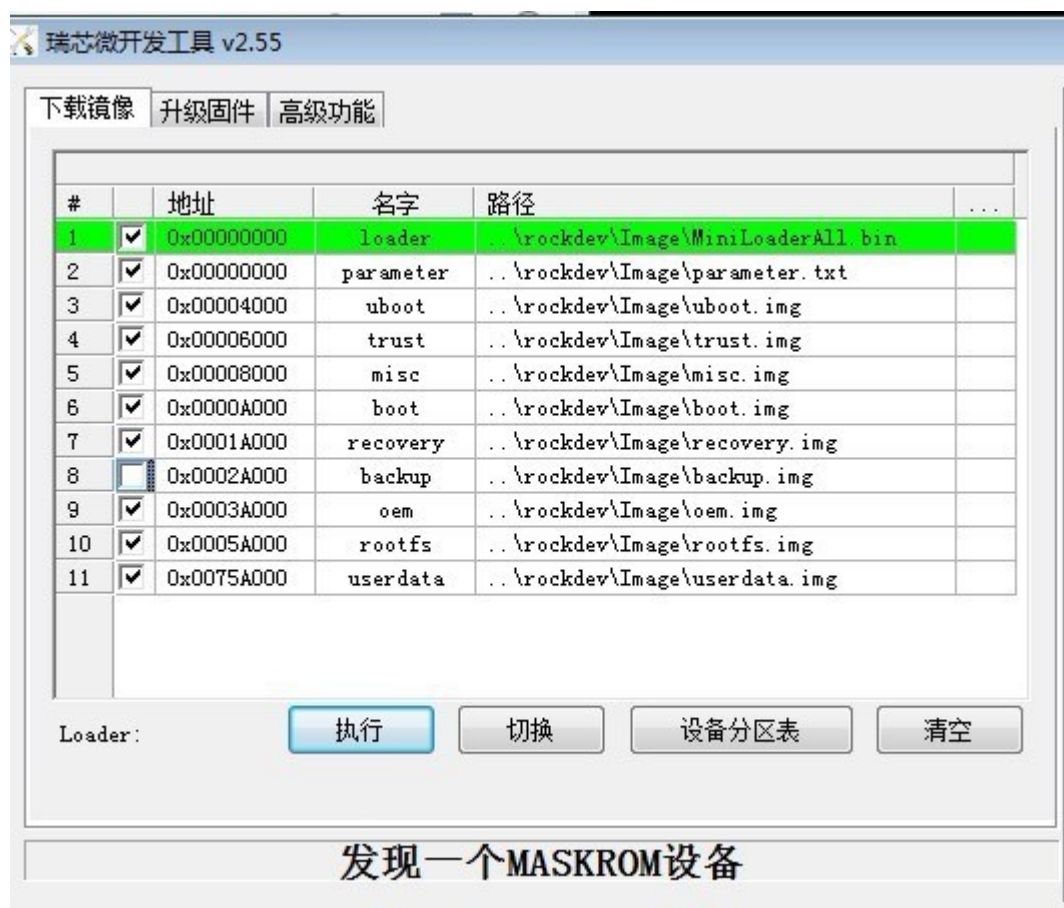 瑞芯微开发工具 v2.55
下载镜像 升级固件 高级功能
# 地址 名字 路径 ...
1 0x00000000 loader ..\rockdev\Image\MiniLoaderAll.bin
2 0x00000000 parameter ..\rockdev\Image\parameter.txt
3 0x00004000 uboot ..\rockdev\Image\uboot.img
4 0x00006000 trust ..\rockdev\Image\trust.img
5 0x00008000 misc ..\rockdev\Image\misc.img
6 0x0000A000 boot ..\rockdev\Image\boot.img
7 0x0001A000 recovery ..\rockdev\Image\recovery.img
8 0x0002A000 backup ..\rockdev\Image\backup.img
9 0x0003A000 oem ..\rockdev\Image\oem.img
10 0x0005A000 rootfs ..\rockdev\Image\rootfs.img
11 0x0075A000 userdata ..\rockdev\Image\userdata.img
Loader: 执行 切换 设备分区表 清空
发现一个MASKROM设备